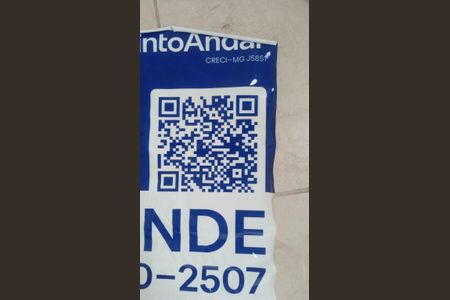 intoAndar
CRECI-MG J5851
NDE
0-2507